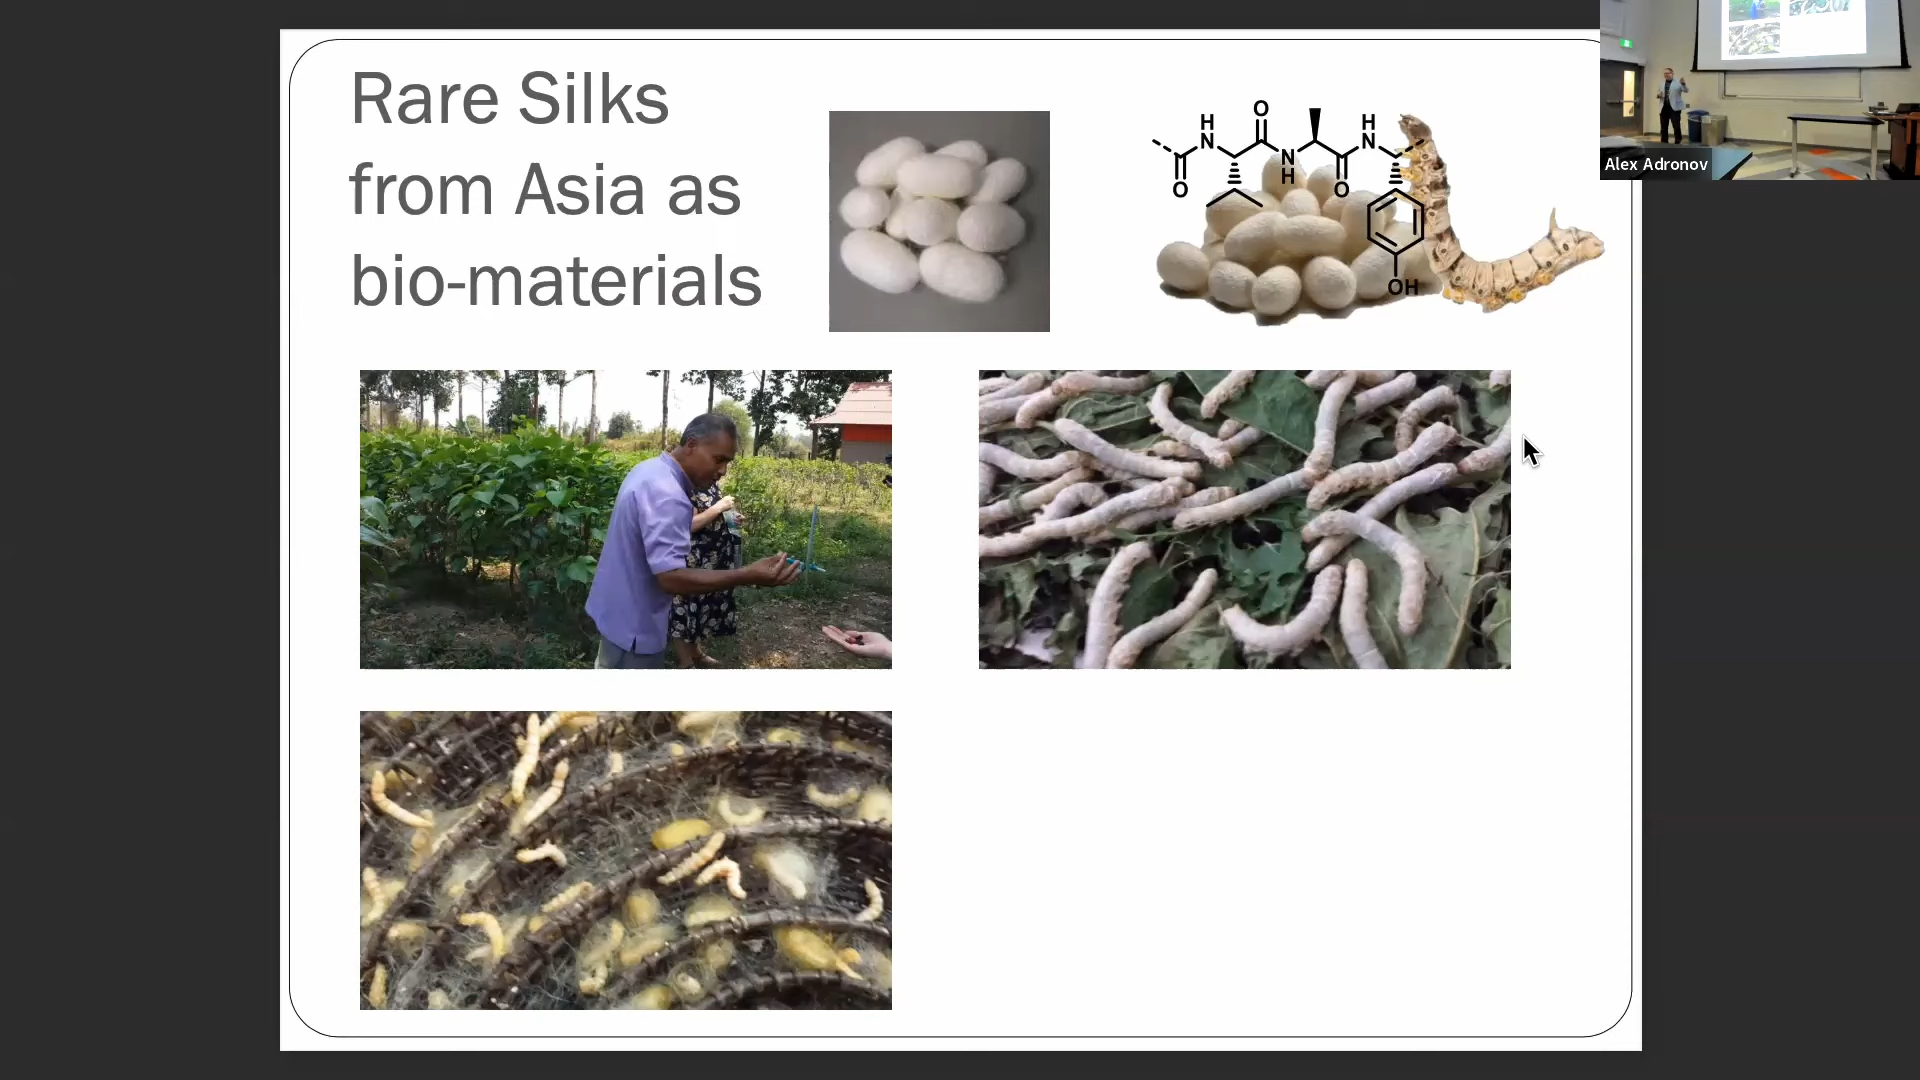 Rare Silks
from Asia as
bio-materials
H
N
O
N
H
O
H
N
O
OH
Alex Adronov